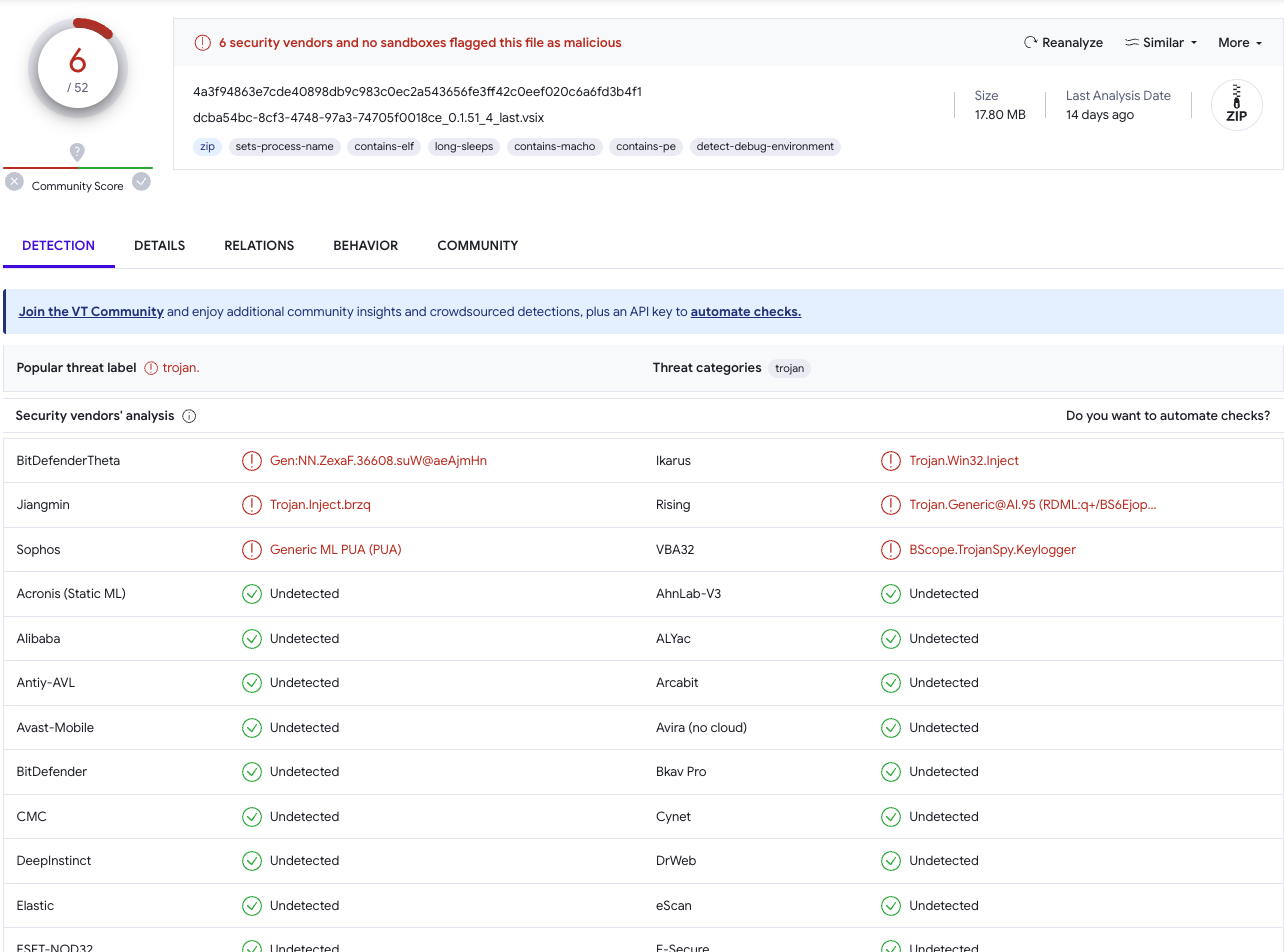 6
/ 52
Community Score
6 security vendors and no sandboxes flagged this file as malicious
Reanalyze Similar More
4a3f94863e7cde40898db9c983c0ec2a543656fe3ff42c0eef020c6a6fd3b4f1
dcba54bc-8cf3-4748-97a3-74705f0018ce_0.1.51_4_last.vsix
zip sets-process-name contains-elf long-sleeps contains-macho contains-pe detect-debug-environment
Size
17.80 MB
Last Analysis Date
14 days ago
ZIP
DETECTION DETAILS RELATIONS BEHAVIOR COMMUNITY
Join the VT Community and enjoy additional community insights and crowdsourced detections, plus an API key to automate checks.
Popular threat label trojan. Threat categories trojan
Security vendors' analysis Do you want to automate checks?
BitDefenderTheta Gen:NN.ZexaF.36608.suW@aeAjmHn Ikarus Trojan.Win32.Inject
Jiangmin Trojan.Inject.brzq Rising Trojan.Generic@AI.95 (RDML:q+/BS6Ejop...
Sophos Generic ML PUA (PUA) VBA32 BScope.TrojanSpy.Keylogger
Acronis (Static ML) Undetected AhnLab-V3 Undetected
Alibaba Undetected ALYac Undetected
Antiy-AVL Undetected Arcabit Undetected
Avast-Mobile Undetected Avira (no cloud) Undetected
BitDefender Undetected Bkav Pro Undetected
CMC Undetected Cynet Undetected
DeepInstinct Undetected DrWeb Undetected
Elastic Undetected eScan Undetected
ESET-NOD32 Undetected F-Secure Undetected